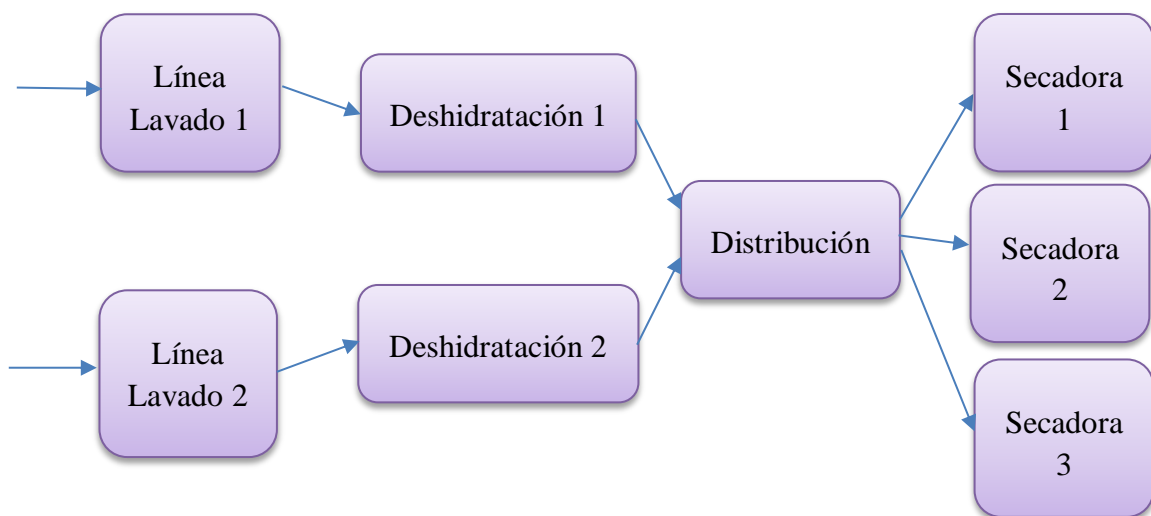 Línea
Lavado 1
Deshidratación 1
Secadora
1
Distribución
Secadora
2
Línea
Lavado 2
Deshidratación 2
Secadora
3